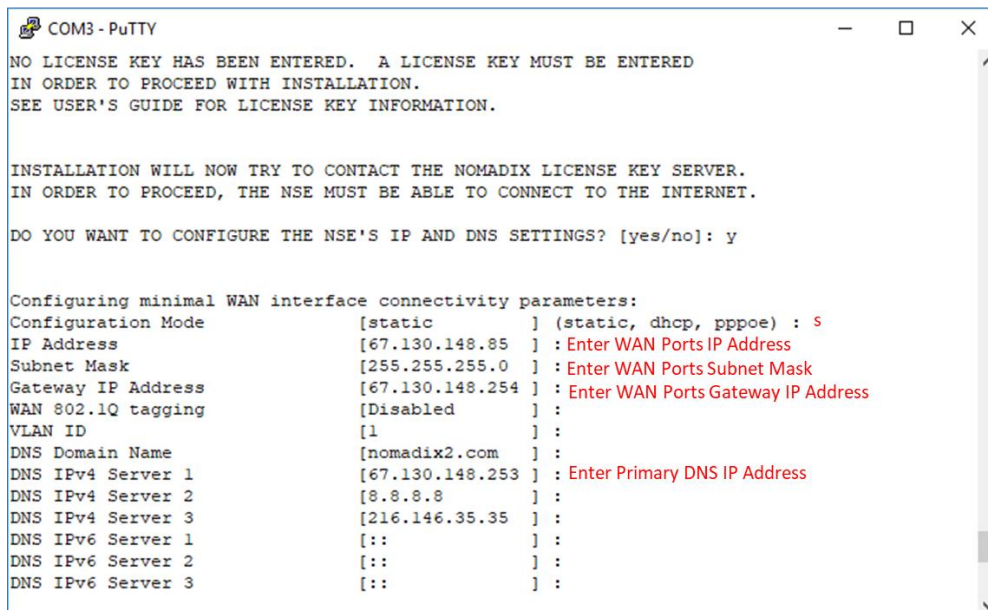 COM3 - PuTTY
NO LICENSE KEY HAS BEEN ENTERED.  A LICENSE KEY MUST BE ENTERED
IN ORDER TO PROCEED WITH INSTALLATION.
SEE USER'S GUIDE FOR LICENSE KEY INFORMATION.
INSTALLATION WILL NOW TRY TO CONTACT THE NOMADIX LICENSE KEY SERVER.
IN ORDER TO PROCEED, THE NSE MUST BE ABLE TO CONNECT TO THE INTERNET.
DO YOU WANT TO CONFIGURE THE NSE'S IP AND DNS SETTINGS? [yes/no]: y
Configuring minimal WAN interface connectivity parameters:
Configuration Mode [static ] (static, dhcp, pppoe) : s
IP Address [67.130.148.85 ] : Enter WAN Ports IP Address
Subnet Mask [255.255.255.0 ] : Enter WAN Ports Subnet Mask
Gateway IP Address [67.130.148.254 ] : Enter WAN Ports Gateway IP Address
WAN 802.1Q tagging [Disabled ] :
VLAN ID [1 ] :
DNS Domain Name [nomadix2.com ] :
DNS IPv4 Server 1 [67.130.148.253 ] : Enter Primary DNS IP Address
DNS IPv4 Server 2 [8.8.8.8 ] :
DNS IPv4 Server 3 [216.146.35.35 ] :
DNS IPv6 Server 1 [:: ] :
DNS IPv6 Server 2 [:: ] :
DNS IPv6 Server 3 [:: ] :